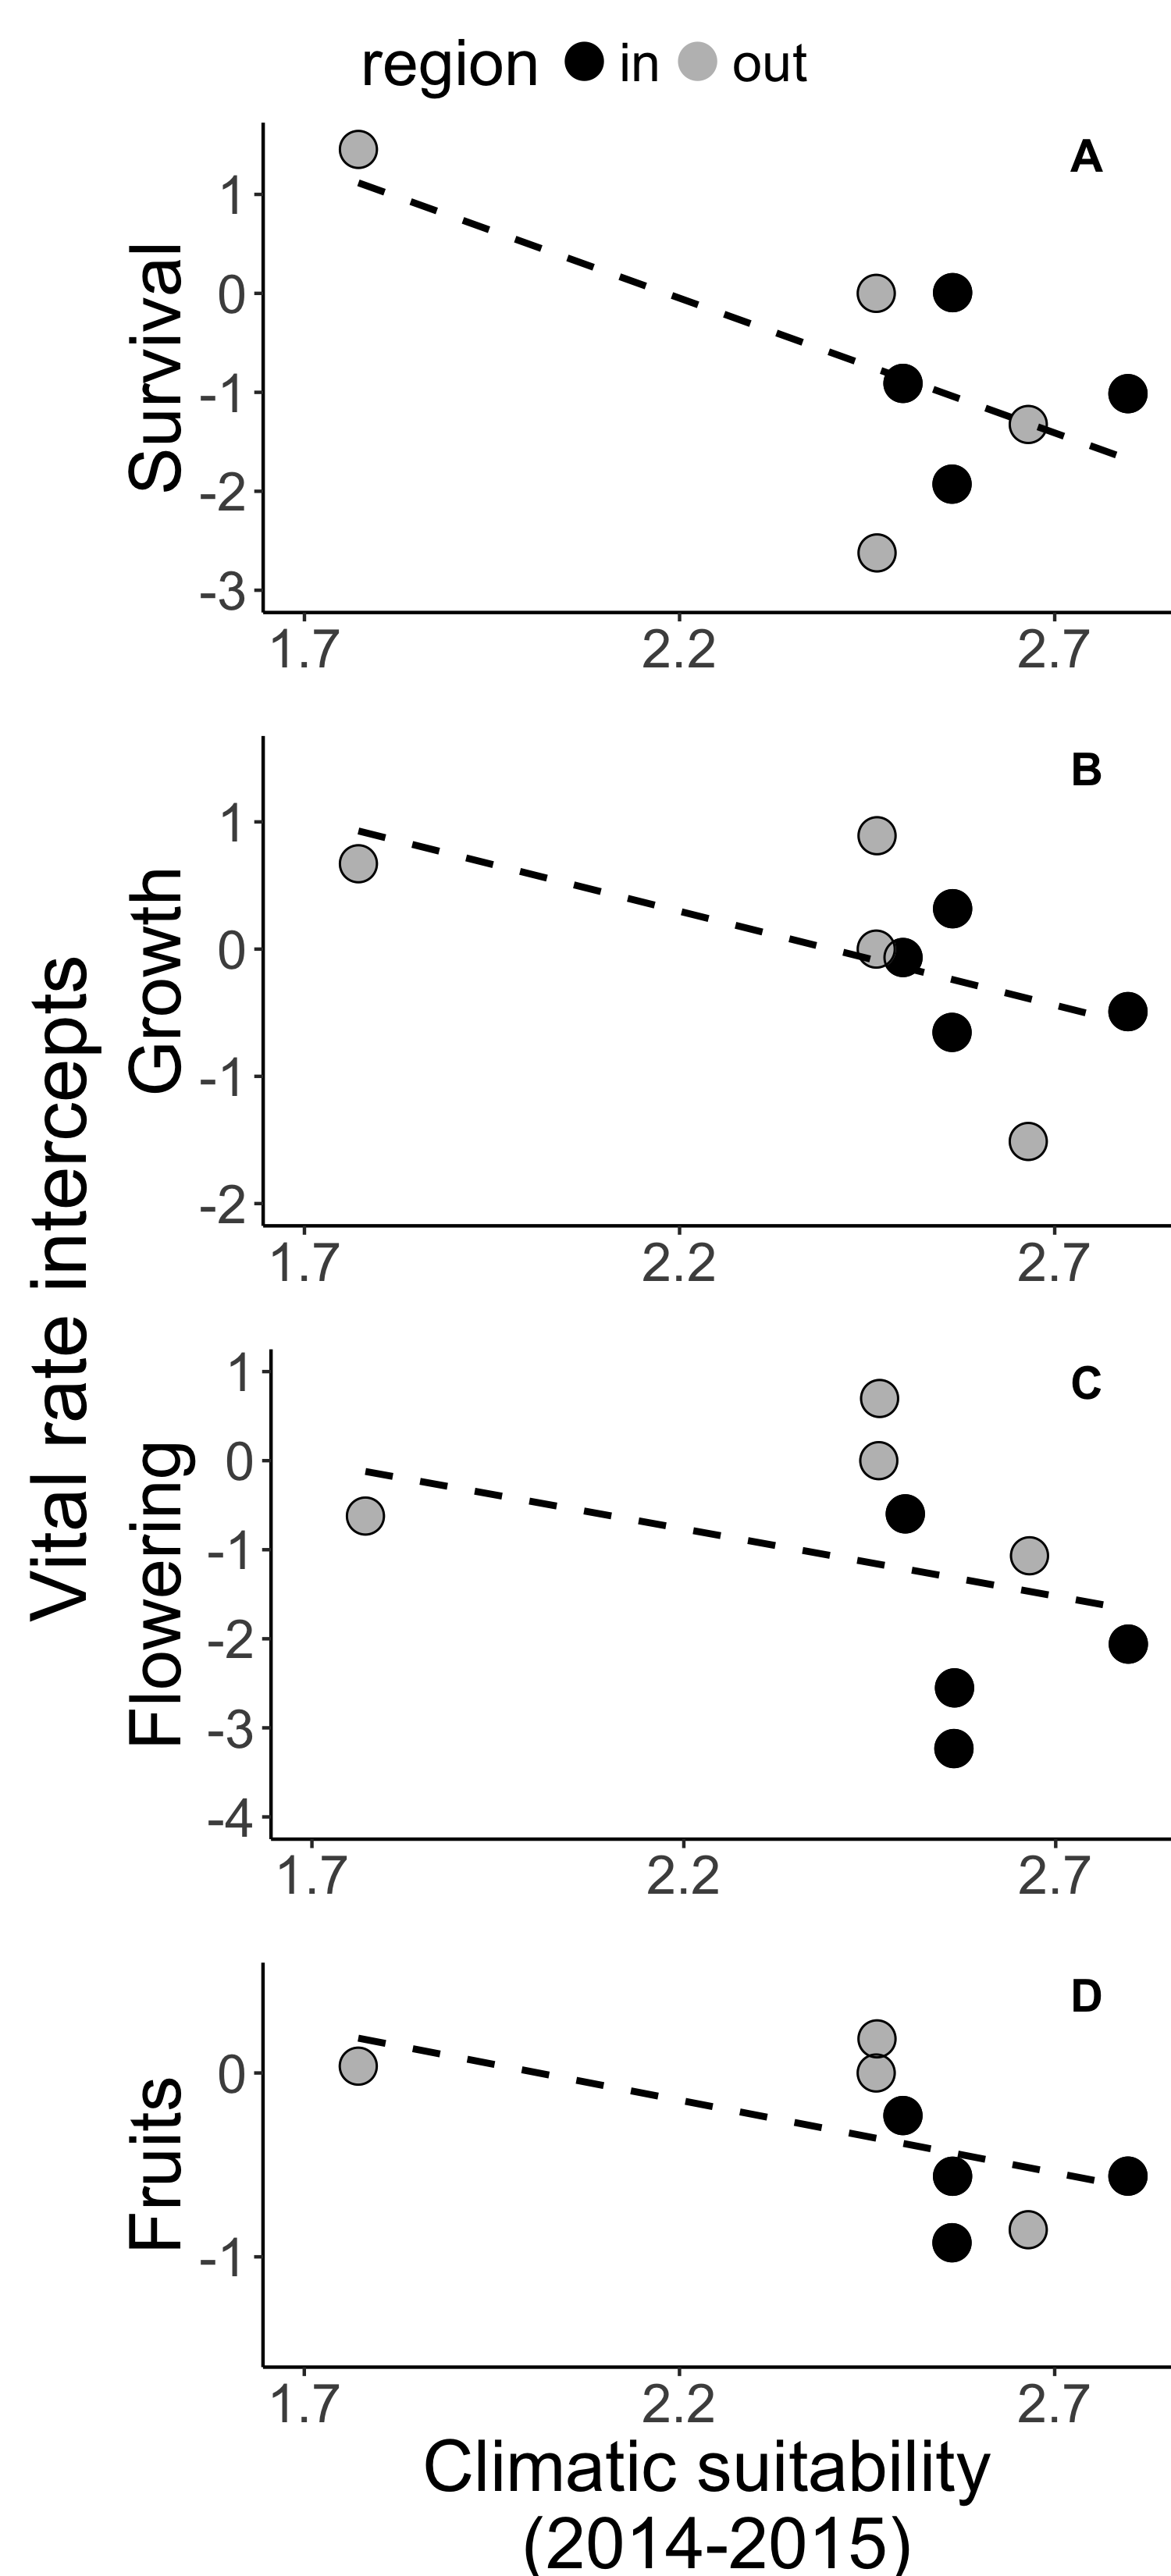 region in out
A
Survival
1
0
-1
-2
-3
1.7 2.2 2.7
B
Growth
1
0
-1
-2
1.7 2.2 2.7
Vital rate intercepts
C
Flowering
1
0
-1
-2
-3
-4
1.7 2.2 2.7
D
Fruits
0
-1
1.7 2.2 2.7
Climatic suitability
(2014-2015)